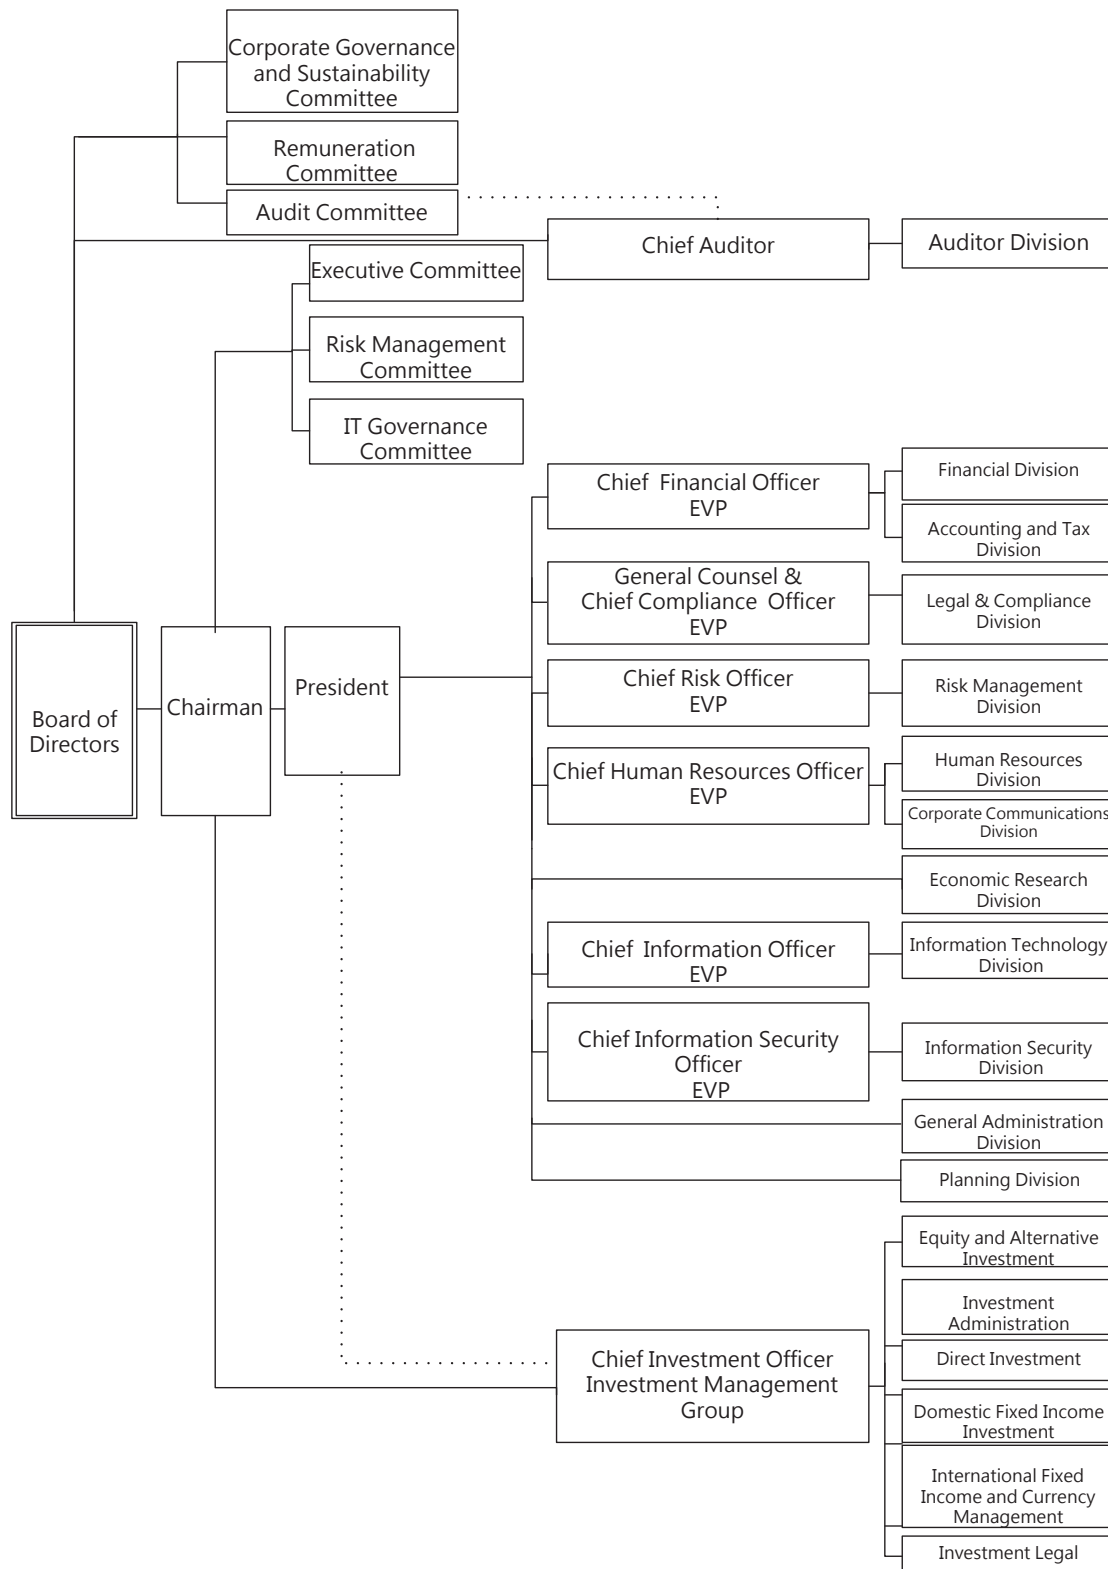 Corporate Governance
and Sustainability
Committee
Remuneration
Committee
Audit Committee
Chief Auditor
Auditor Division
Executive Committee
Risk Management
Committee
IT Governance
Committee
Chief Financial Officer
EVP
Financial Division
Accounting and Tax
Division
General Counsel &
Chief Compliance Officer
EVP
Legal & Compliance
Division
Board of
Directors
Chairman
President
Chief Risk Officer
EVP
Risk Management
Division
Chief Human Resources Officer
EVP
Human Resources
Division
Corporate Communications
Division
Economic Research
Division
Chief Information Officer
EVP
Information Technology
Division
Chief Information Security
Officer
EVP
Information Security
Division
General Administration
Division
Planning Division
Chief Investment Officer
Investment Management
Group
Equity and Alternative
Investment
Investment
Administration
Direct Investment
Domestic Fixed Income
Investment
International Fixed
Income and Currency
Management
Investment Legal